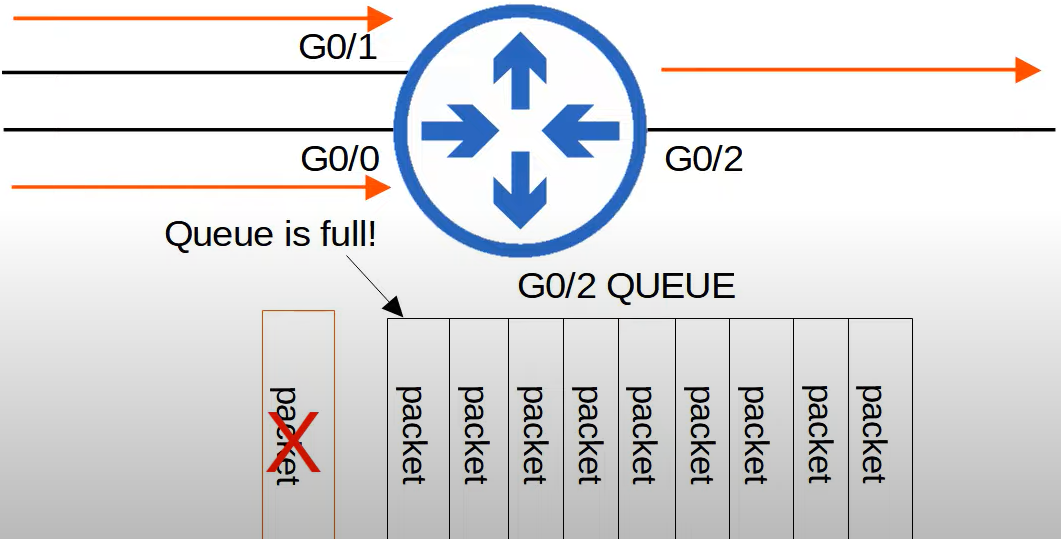 G0/1
G0/0
G0/2
Queue is full!
G0/2 QUEUE
packet
X
packet
packet
packet
packet
packet
packet
packet
packet
packet